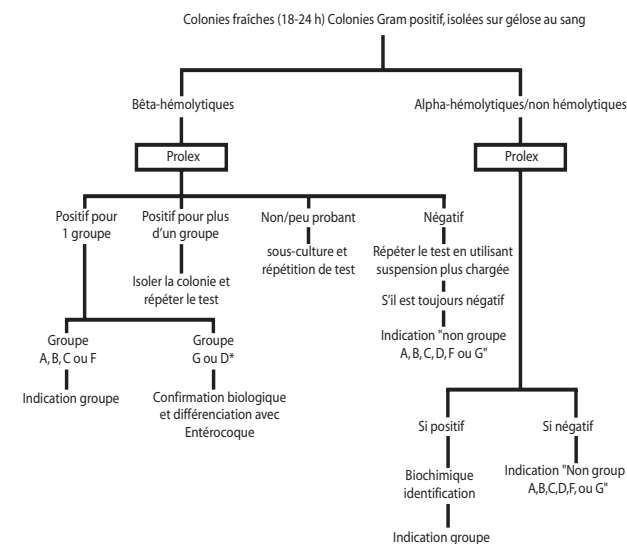 Colonies fraîches (18-24 h) Colonies Gram positif, isolées sur gélose au sang
Bêta-hémolytiques
Alpha-hémolytiques/non hémolytiques
Prolex
Prolex
Positif pour
1 groupe
Positif pour plus
d'un groupe
Non/peu probant
Négatif
sous-culture et
répétition de test
Répéter le test en utilisant
suspension plus chargée
Isoler la colonie et
répéter le test
S'il est toujours négatif
Indication "non groupe
A, B, C, D, F ou G"
Groupe
A, B, C ou F
Groupe
G ou D*
Indication groupe
Confirmation biologique
et différenciation avec
Entérocoque
Si positif
Si négatif
Biochimique
identification
Indication "Non group
A,B,C,D,F, ou G"
Indication groupe